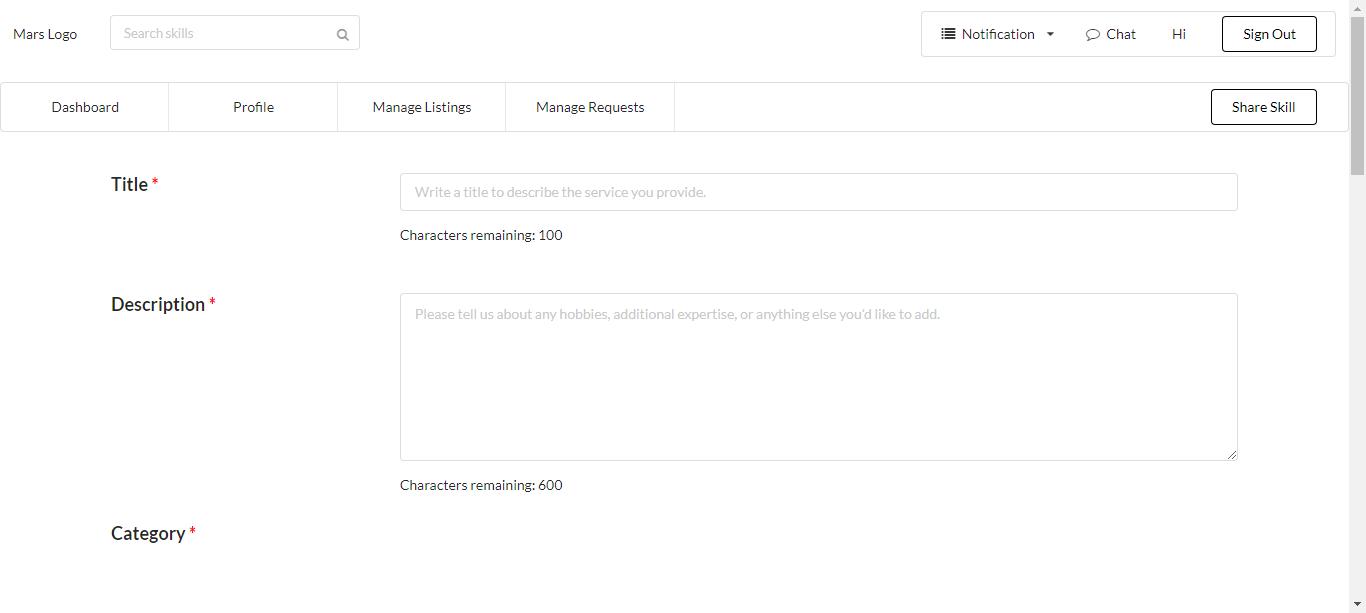 Mars Logo
Search skills
Notification
Chat
Hi
Sign Out
Dashboard
Profile
Manage Listings
Manage Requests
Share Skill
Title *
Write a title to describe the service you provide.
Characters remaining: 100
Description *
Please tell us about any hobbies, additional expertise, or anything else you'd like to add.
Characters remaining: 600
Category *